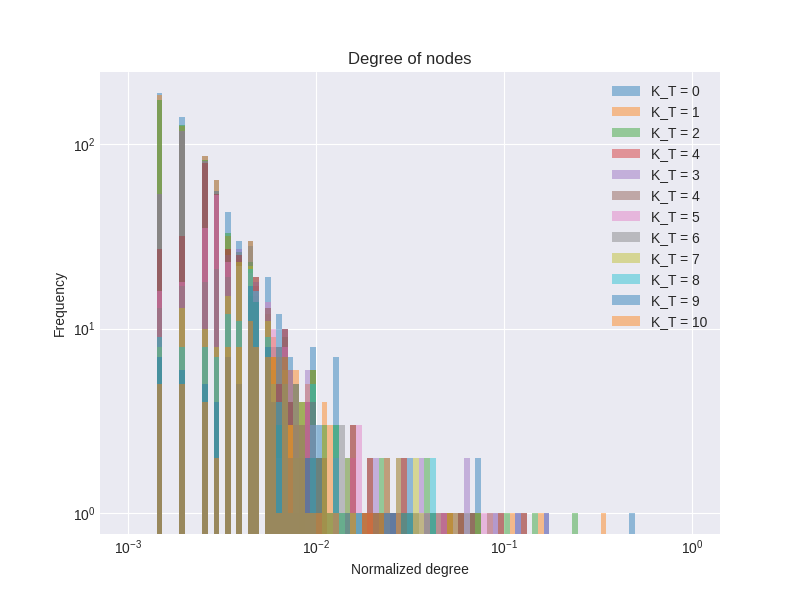 Degree of nodes
K_T = 0
K_T = 1
K_T = 2
K_T = 4
K_T = 3
K_T = 4
K_T = 5
K_T = 6
K_T = 7
K_T = 8
K_T = 9
K_T = 10
Frequency
10²
10¹
10⁰
10⁻³ 10⁻² 10⁻¹ 10⁰
Normalized degree